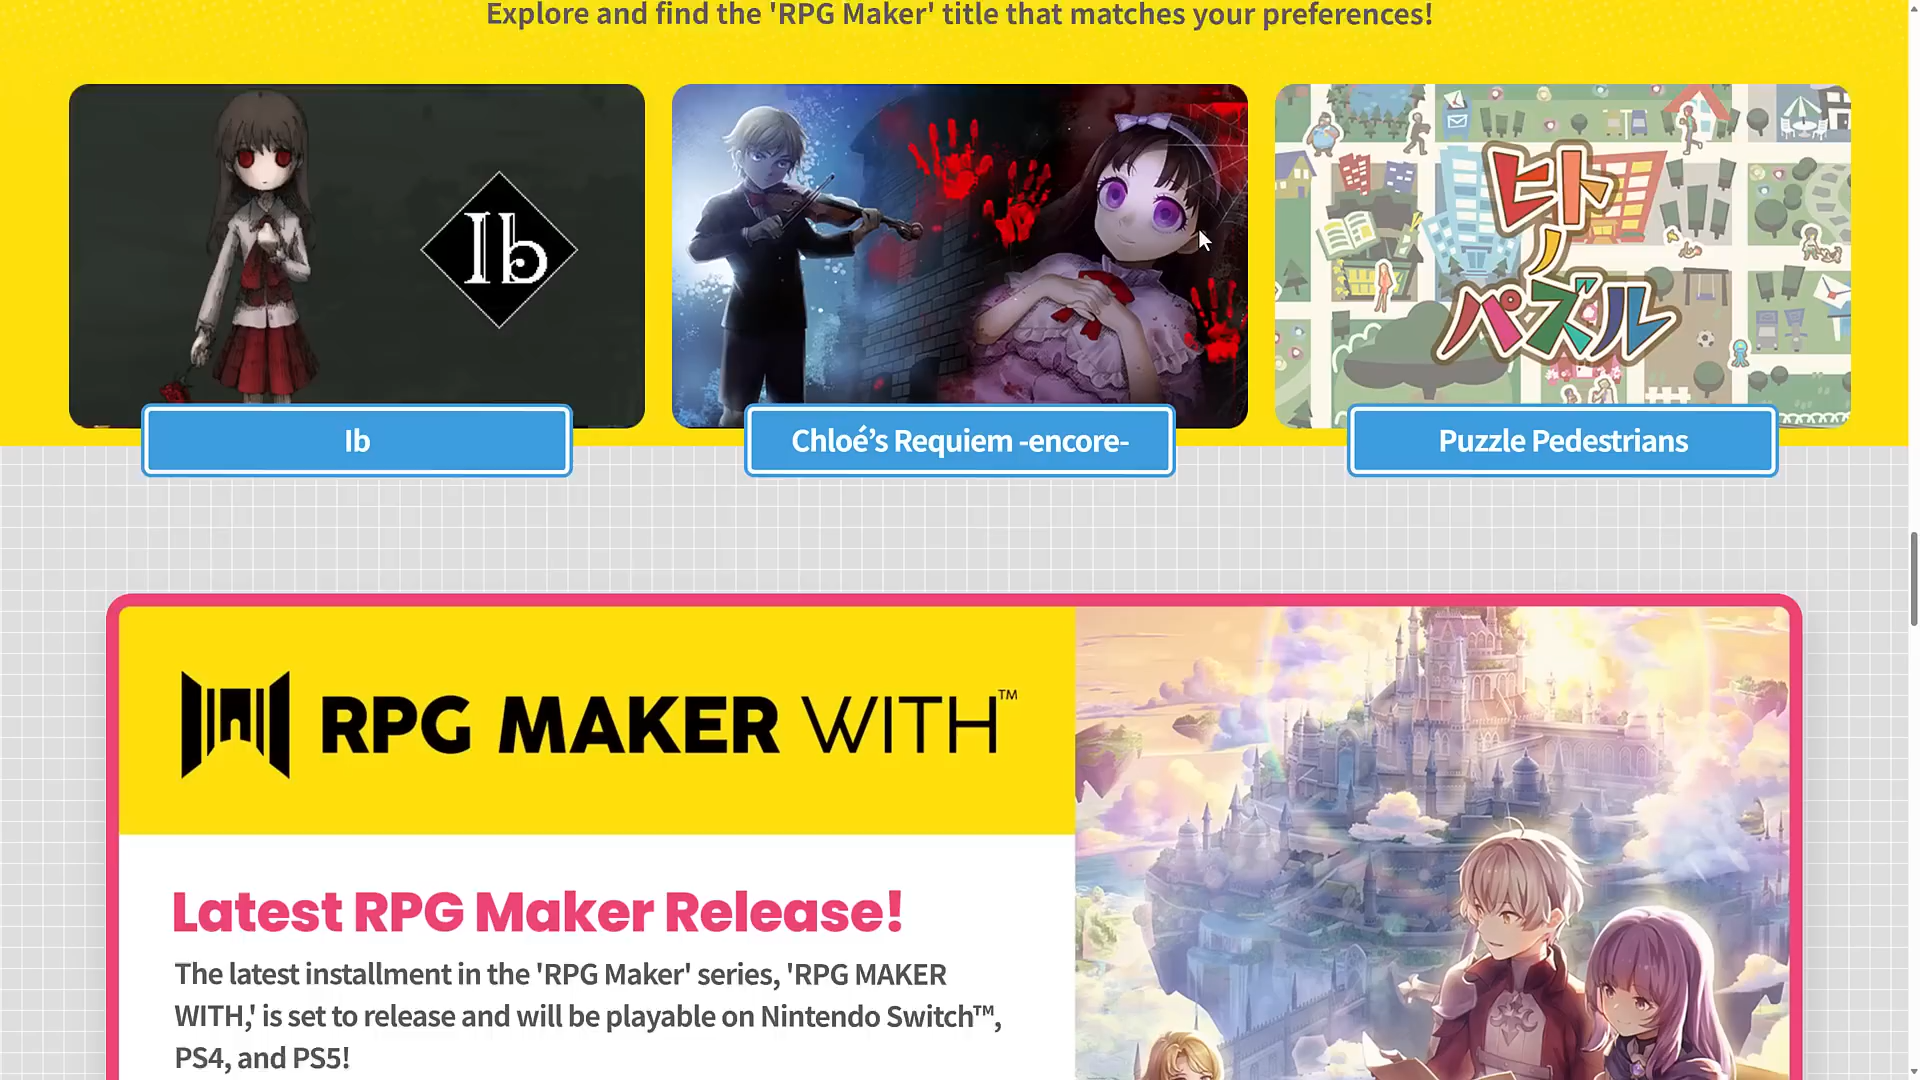 Explore and find the 'RPG Maker' title that matches your preferences!
Ib
ヒト
ノ
パズル
Ib
Chloé’s Requiem -encore-
Puzzle Pedestrians
RPG MAKER WITH™
Latest RPG Maker Release!
The latest installment in the 'RPG Maker' series, 'RPG MAKER
WITH,' is set to release and will be playable on Nintendo Switch™,
PS4, and PS5!